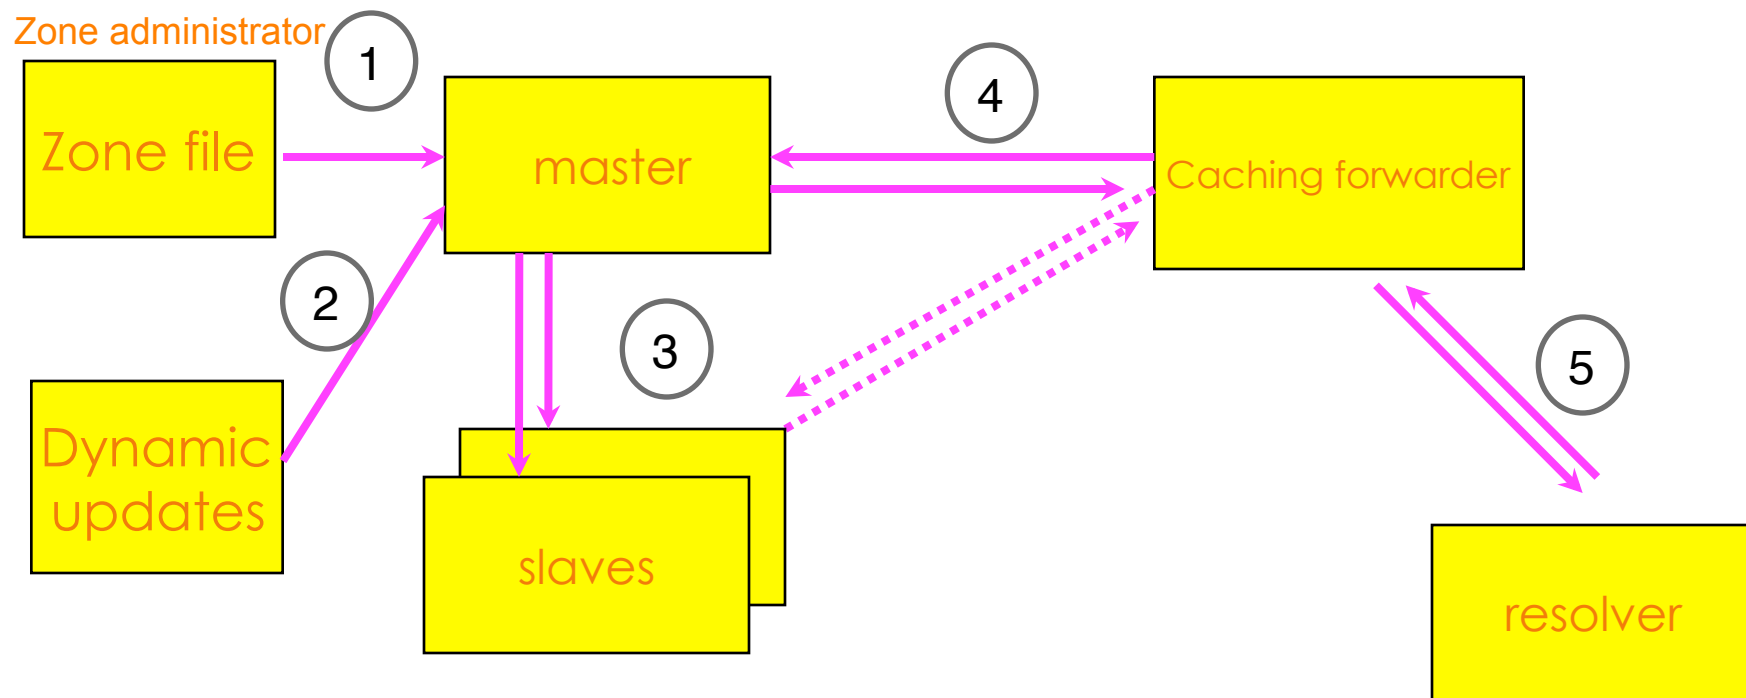 Zone administrator
1
4
Zone file
master
Caching forwarder
2
3
5
Dynamic
updates
slaves
resolver